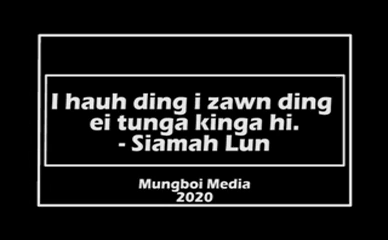 I hauh ding i zawn ding
ei tunga kinga hi.
- Siamah Lun
Mungboi Media
2020